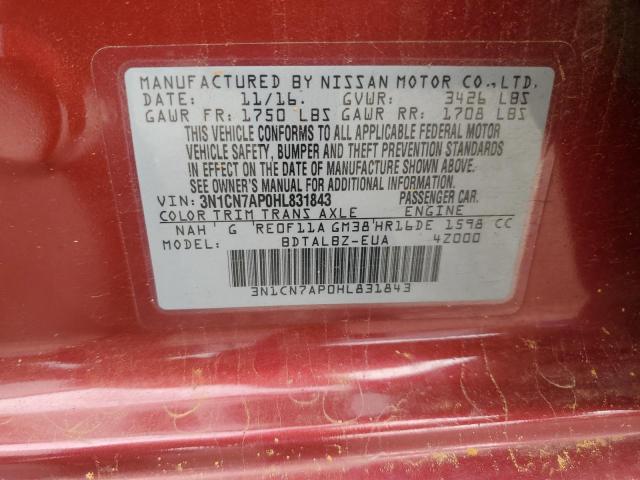 MANUFACTURED BY NISSAN MOTOR CO., LTD.
DATE: 11/16. GVWR: 3426 LBS
GAWR FR: 1750 LBS GAWR RR: 1708 LBS
THIS VEHICLE CONFORMS TO ALL APPLICABLE FEDERAL MOTOR
VEHICLE SAFETY, BUMPER AND THEFT PREVENTION STANDARDS
IN EFFECT ON THE DATE OF MANUFACTURE SHOWN ABOVE.
SEE OWNER'S MANUAL FOR ADDITIONAL INFORMATION
VIN: 3N1CN7AP0HL831843 PASSENGER CAR.
COLOR TRIM TRANS AXLE ENGINE
NAH' G 'RE0F11A GM38'HR16DE 1598 CC
MODEL: BDTALBZ-EUA 4Z000
3N1CN7AP0HL831843